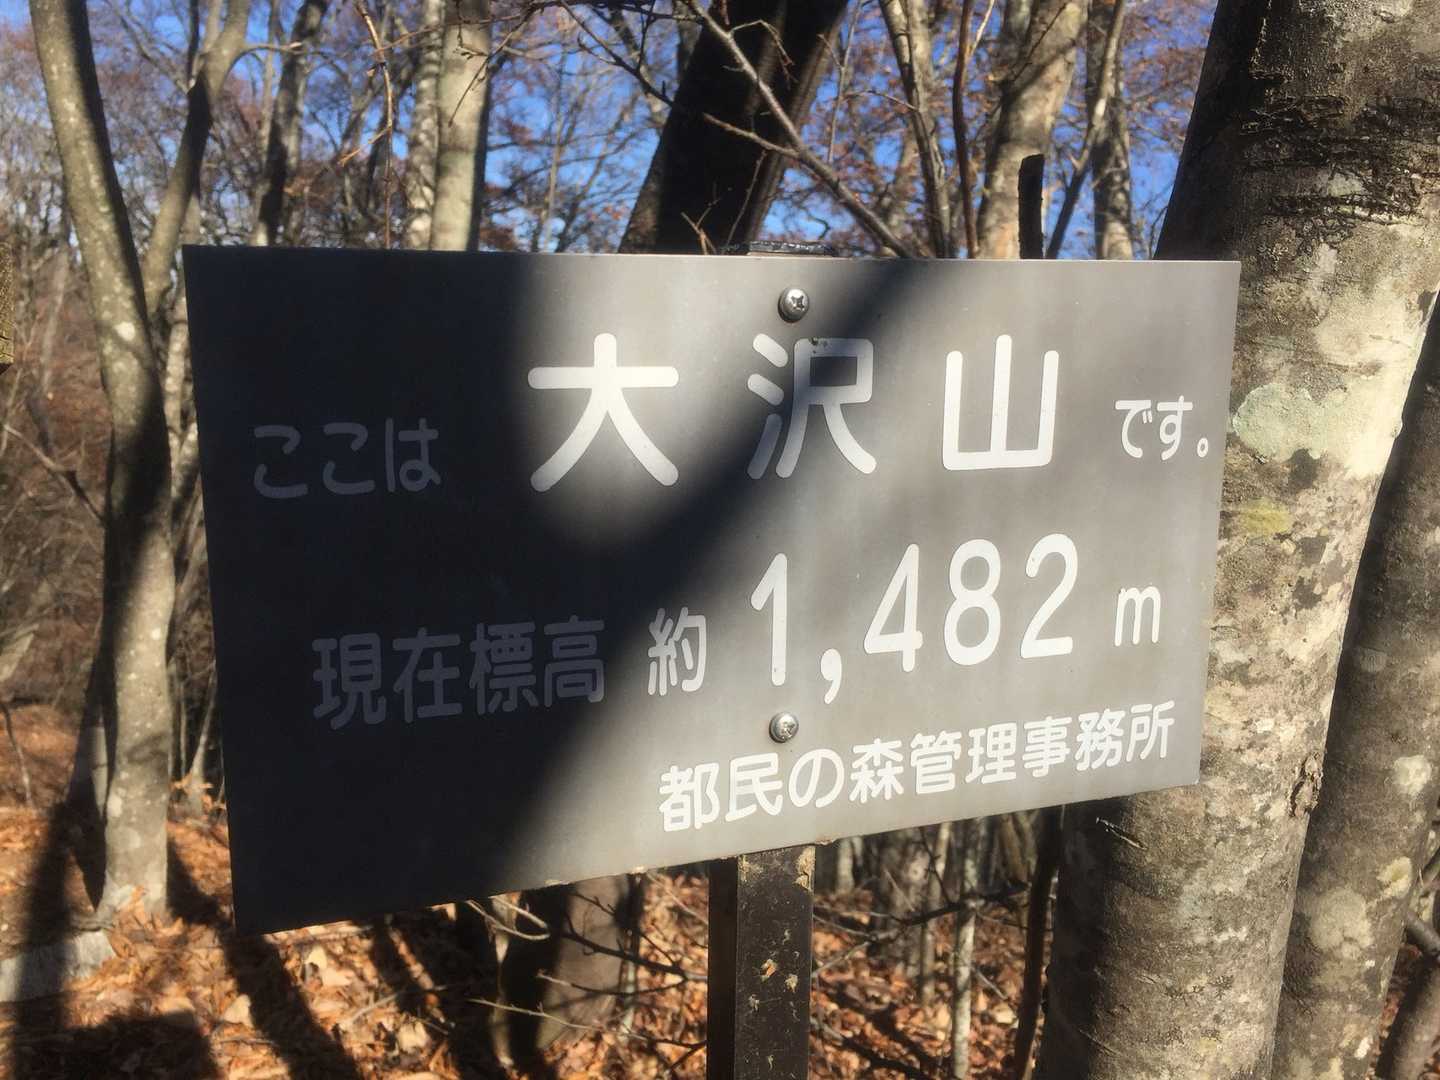 ここは 大沢山 です。
現在標高 約 1,482 m
都民の森管理事務所